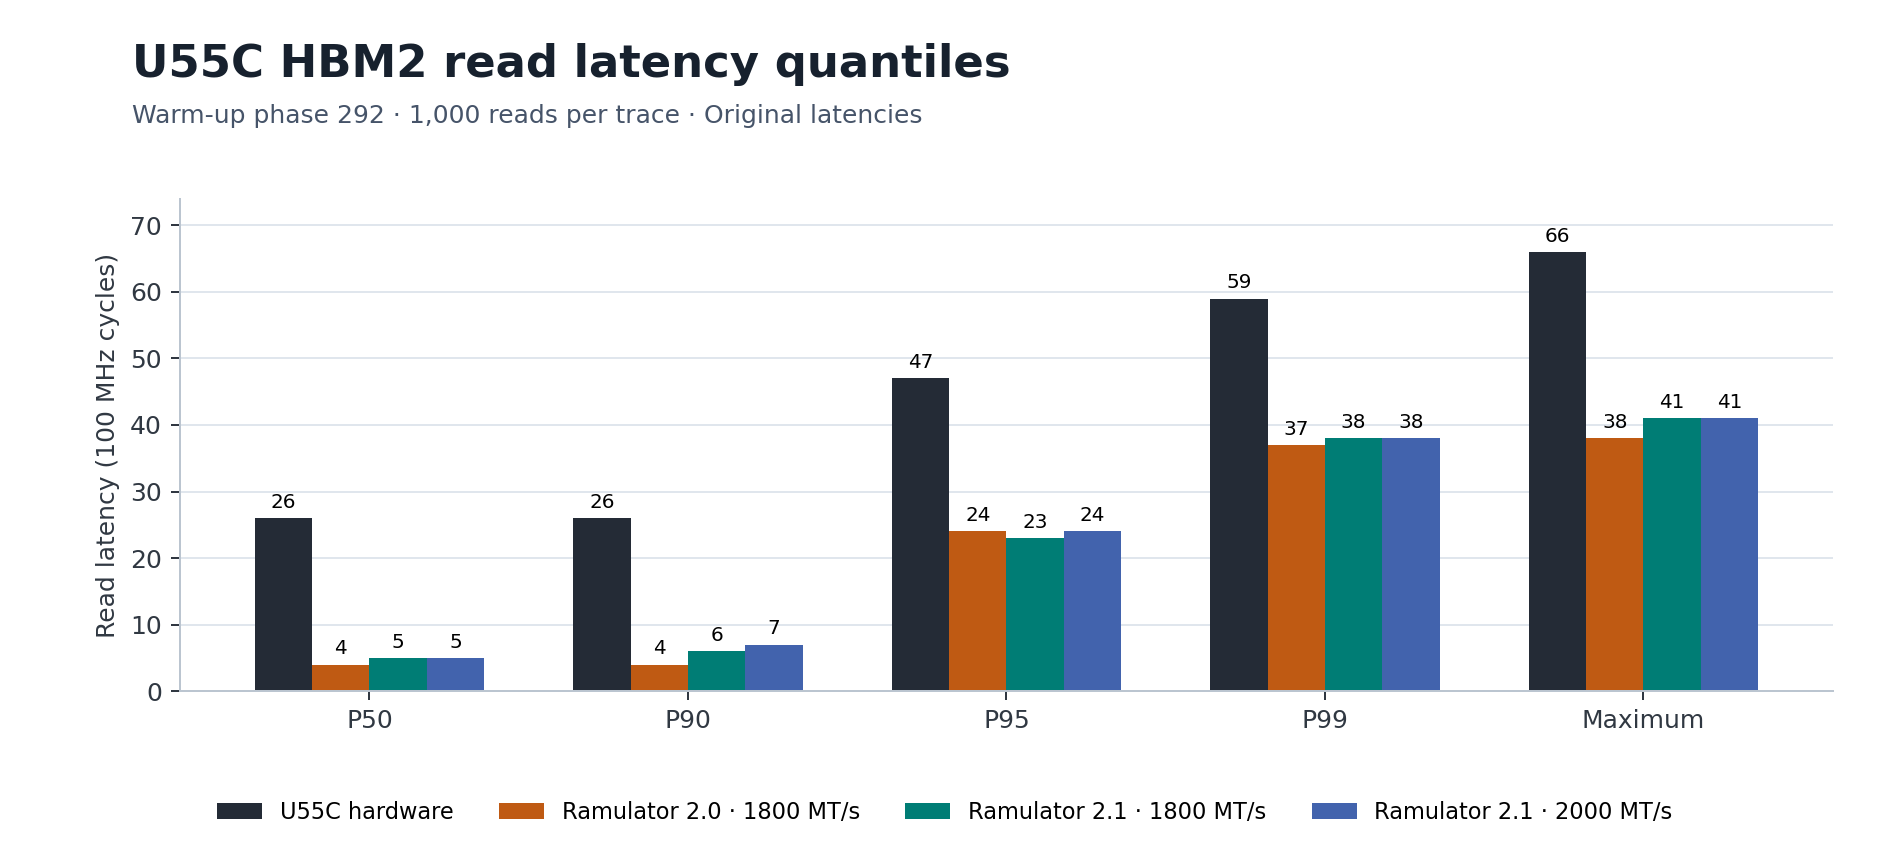 U55C HBM2 read latency quantiles
Warm-up phase 292 · 1,000 reads per trace · Original latencies
Read latency (100 MHz cycles)
70
60
50
40
30
20
10
0
26 4 5 5
26 4 6 7
47 24 23 24
59 37 38 38
66 38 41 41
P50 P90 P95 P99 Maximum
U55C hardware Ramulator 2.0 · 1800 MT/s Ramulator 2.1 · 1800 MT/s Ramulator 2.1 · 2000 MT/s